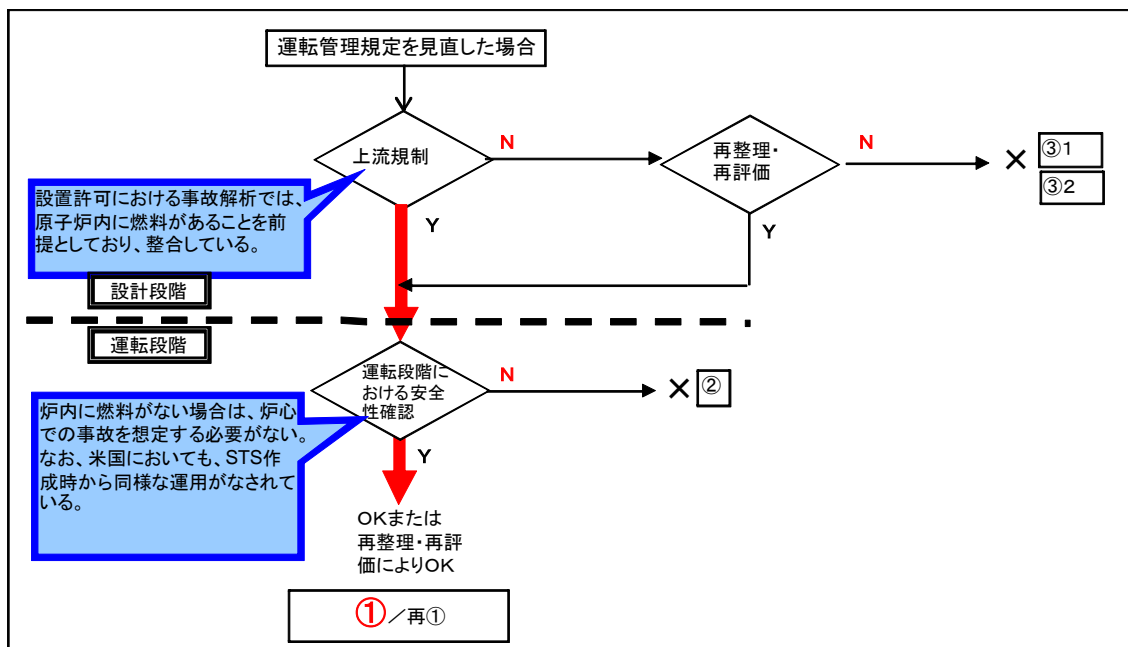 運転管理規定を見直した場合
上流規制
N
再整理・
再評価
N
×
③1
③2
設置許可における事故解析では、
原子炉内に燃料があることを前
提としており、整合している。
Y
Y
設計段階
運転段階
運転段階に
おける安全
性確認
N
×
②
炉内に燃料がない場合は、炉心
での事故を想定する必要がない。
なお、米国においても、STS作
成時から同様な運用がなされて
いる。
Y
OKまたは
再整理・再評
価によりOK
①/再①